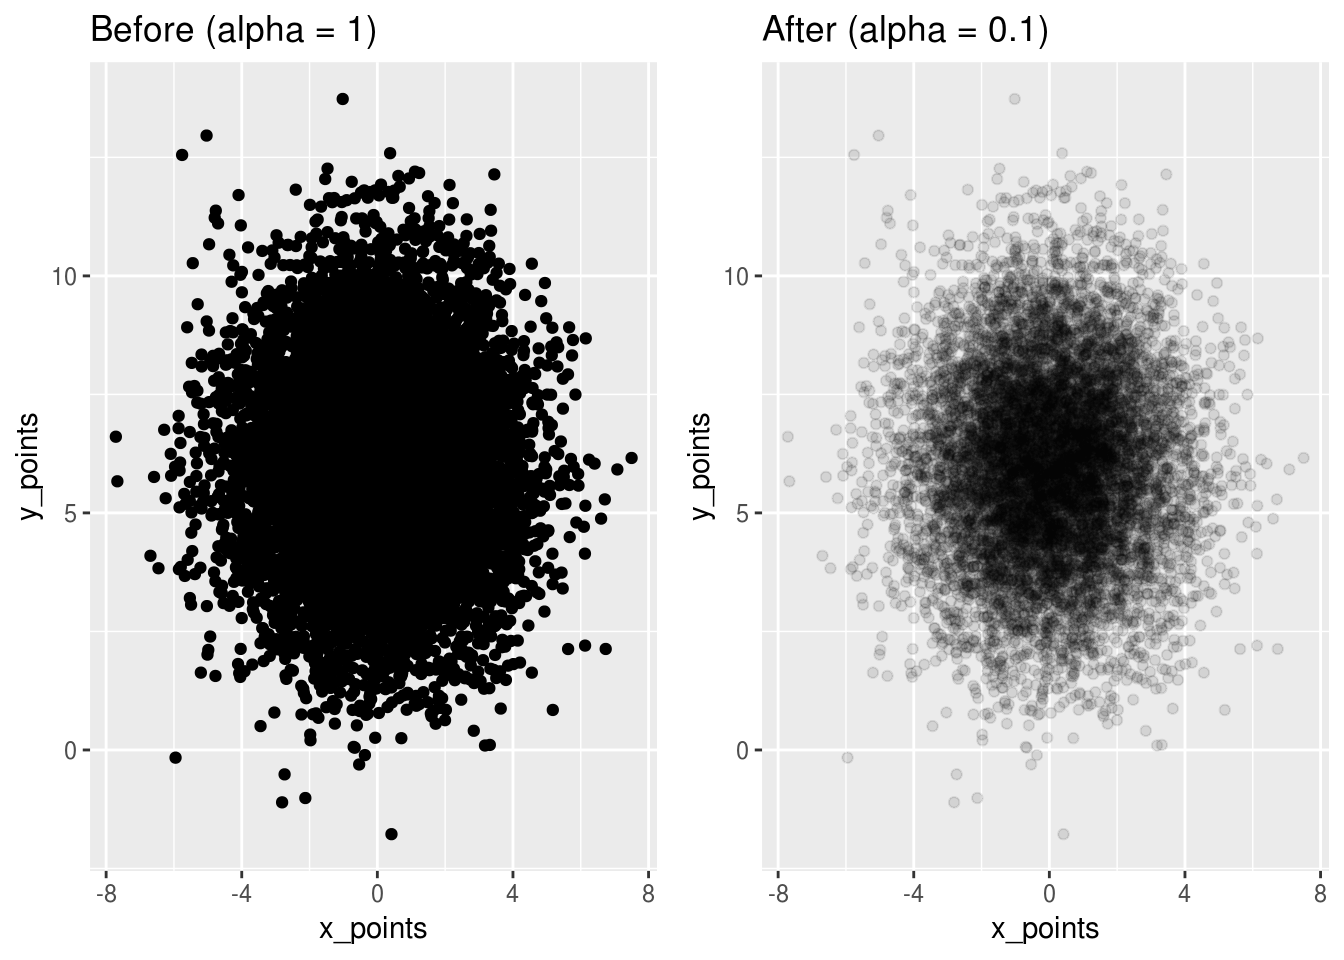 Before (alpha = 1)
10
5
0
-8 -4 0 4 8
x_points
y_points
After (alpha = 0.1)
10
5
0
-8 -4 0 4 8
x_points
y_points